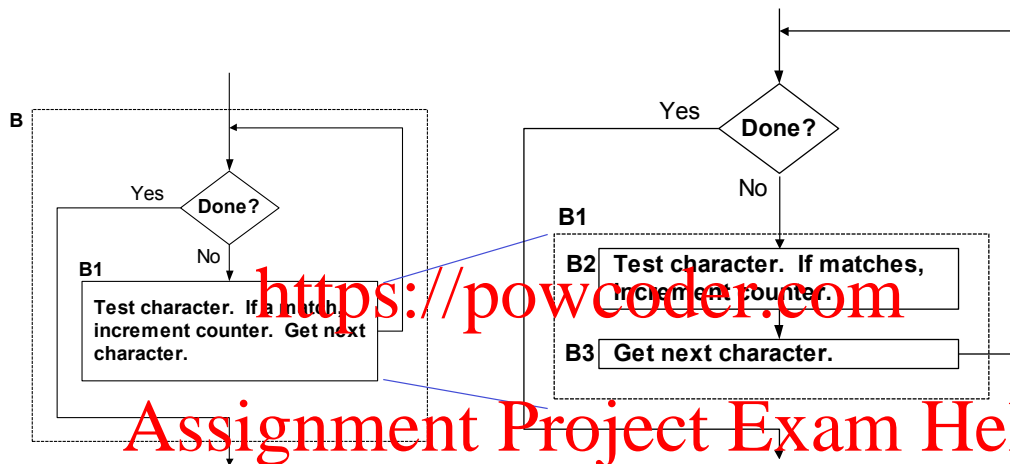 B
Yes
Done?
No
B1
Test character. If a match,
increment counter. Get next
character.
Yes
Done?
No
B1
B2
Test character. If matches,
increment counter.
B3
Get next character.
https://powcoder.com
Assignment Project Exam Hel